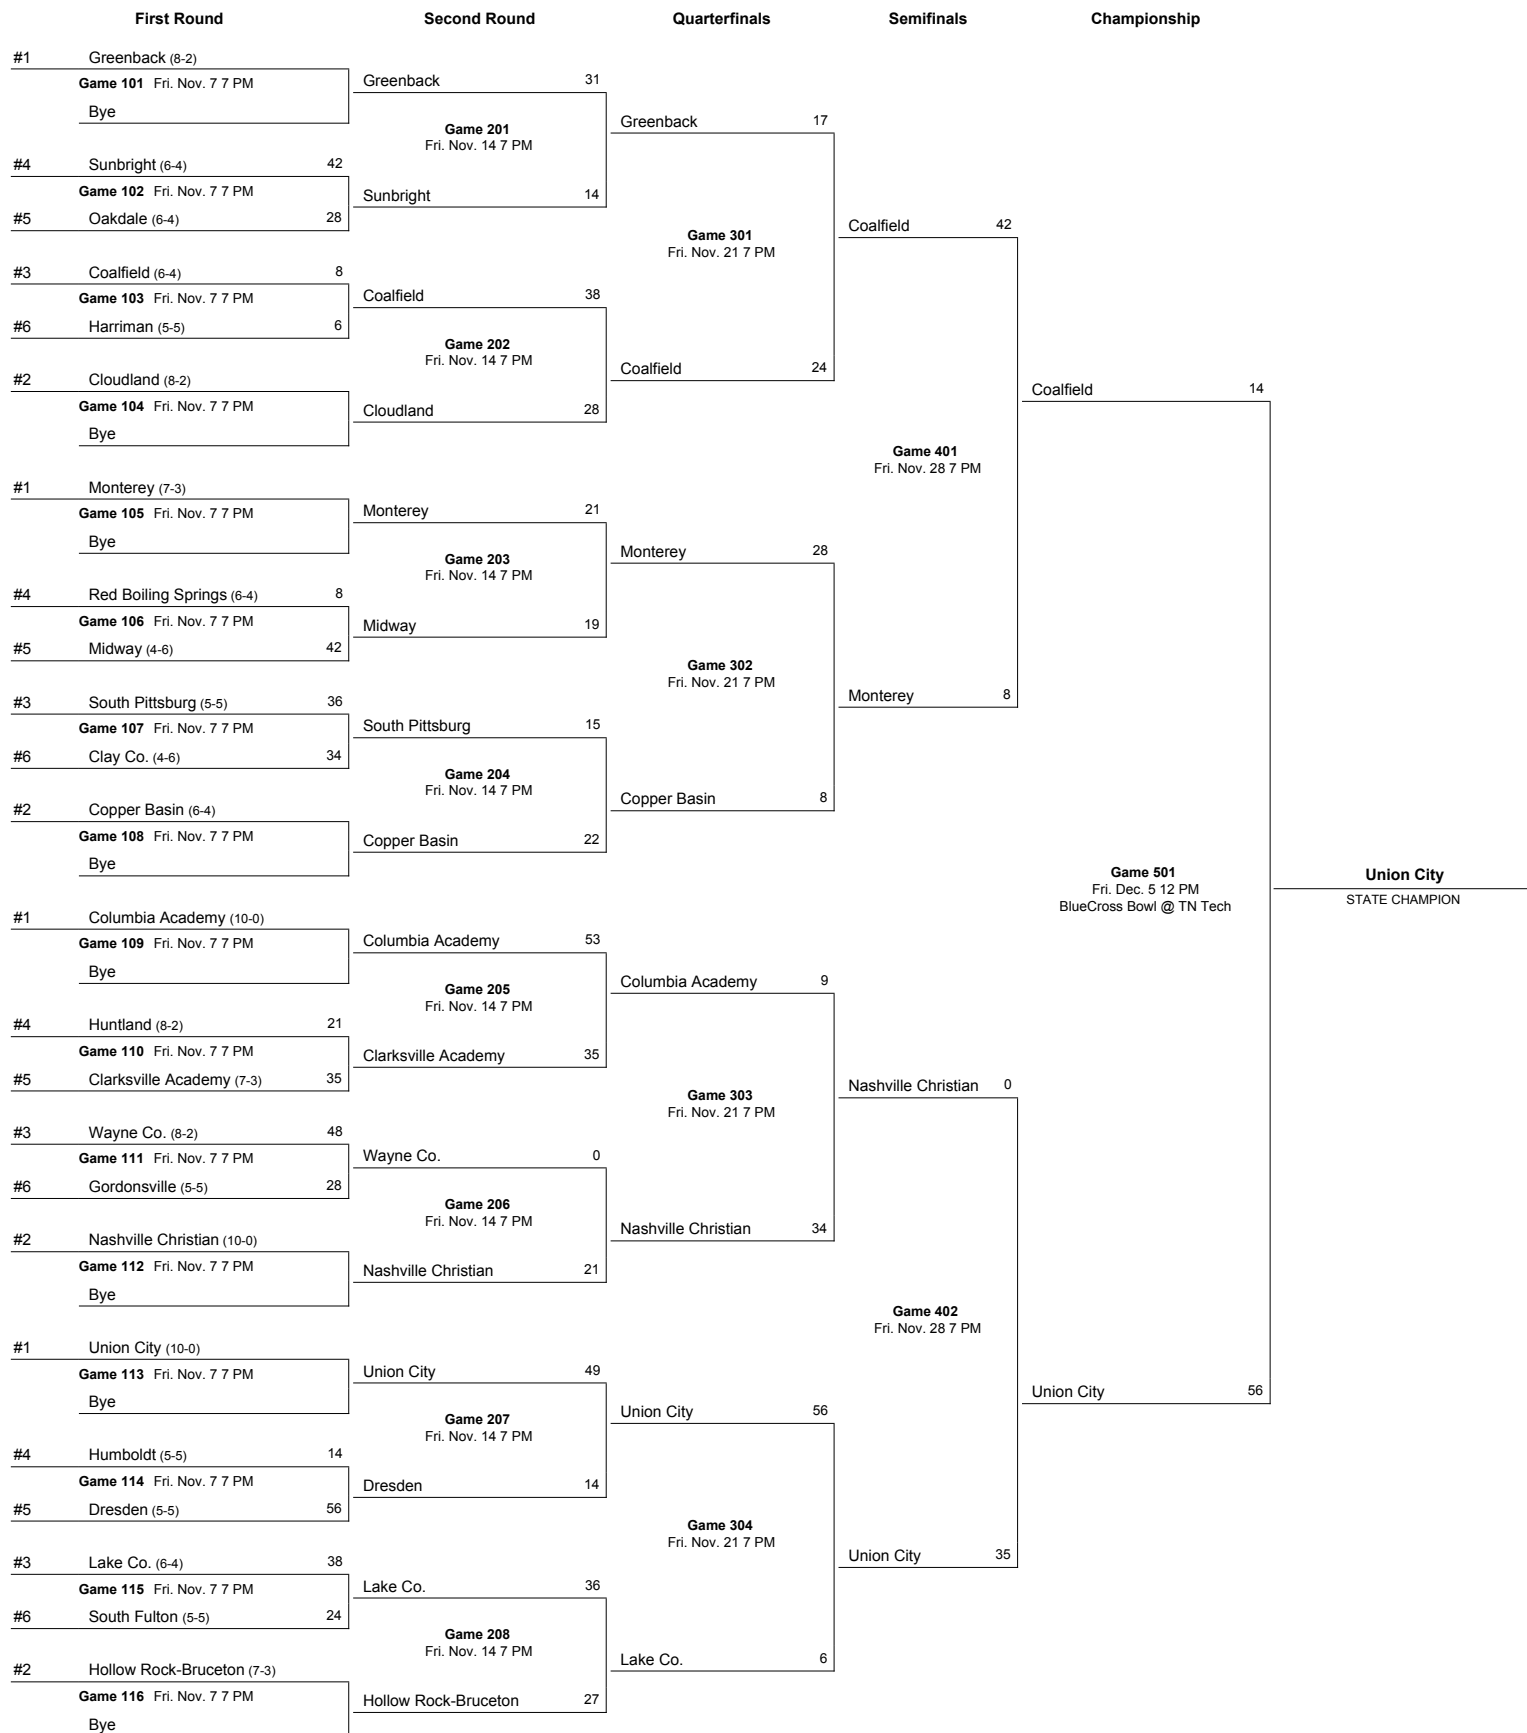 First Round Second Round Quarterfinals Semifinals Championship
#1 Greenback (8-2)
Game 101 Fri. Nov. 7 7 PM
Bye
#4 Sunbright (6-4) 42
Game 102 Fri. Nov. 7 7 PM
#5 Oakdale (6-4) 28
#3 Coalfield (6-4) 8
Game 103 Fri. Nov. 7 7 PM
#6 Harriman (5-5) 6
#2 Cloudland (8-2)
Game 104 Fri. Nov. 7 7 PM
Bye
#1 Monterey (7-3)
Game 105 Fri. Nov. 7 7 PM
Bye
#4 Red Boiling Springs (6-4) 8
Game 106 Fri. Nov. 7 7 PM
#5 Midway (4-6) 42
#3 South Pittsburg (5-5) 36
Game 107 Fri. Nov. 7 7 PM
#6 Clay Co. (4-6) 34
#2 Copper Basin (6-4)
Game 108 Fri. Nov. 7 7 PM
Bye
#1 Columbia Academy (10-0)
Game 109 Fri. Nov. 7 7 PM
Bye
#4 Huntland (8-2) 21
Game 110 Fri. Nov. 7 7 PM
#5 Clarksville Academy (7-3) 35
#3 Wayne Co. (8-2) 48
Game 111 Fri. Nov. 7 7 PM
#6 Gordonsville (5-5) 28
#2 Nashville Christian (10-0)
Game 112 Fri. Nov. 7 7 PM
Bye
#1 Union City (10-0)
Game 113 Fri. Nov. 7 7 PM
Bye
#4 Humboldt (5-5) 14
Game 114 Fri. Nov. 7 7 PM
#5 Dresden (5-5) 56
#3 Lake Co. (6-4) 38
Game 115 Fri. Nov. 7 7 PM
#6 South Fulton (5-5) 24
#2 Hollow Rock-Bruceton (7-3)
Game 116 Fri. Nov. 7 7 PM
Bye
Greenback 31
Game 201
Fri. Nov. 14 7 PM
Sunbright 14
Coalfield 38
Game 202
Fri. Nov. 14 7 PM
Cloudland 28
Monterey 21
Game 203
Fri. Nov. 14 7 PM
Midway 19
South Pittsburg 15
Game 204
Fri. Nov. 14 7 PM
Copper Basin 22
Columbia Academy 53
Game 205
Fri. Nov. 14 7 PM
Clarksville Academy 35
Wayne Co. 0
Game 206
Fri. Nov. 14 7 PM
Nashville Christian 21
Union City 49
Game 207
Fri. Nov. 14 7 PM
Dresden 14
Lake Co. 36
Game 208
Fri. Nov. 14 7 PM
Hollow Rock-Bruceton 27
Greenback 17
Game 301
Fri. Nov. 21 7 PM
Coalfield 24
Monterey 28
Game 302
Fri. Nov. 21 7 PM
Copper Basin 8
Columbia Academy 9
Game 303
Fri. Nov. 21 7 PM
Nashville Christian 34
Union City 56
Game 304
Fri. Nov. 21 7 PM
Lake Co. 6
Coalfield 42
Game 401
Fri. Nov. 28 7 PM
Monterey 8
Nashville Christian 0
Game 402
Fri. Nov. 28 7 PM
Union City 35
Coalfield 14
Game 501
Fri. Dec. 5 12 PM
BlueCross Bowl @ TN Tech
Union City 56
Union City
STATE CHAMPION